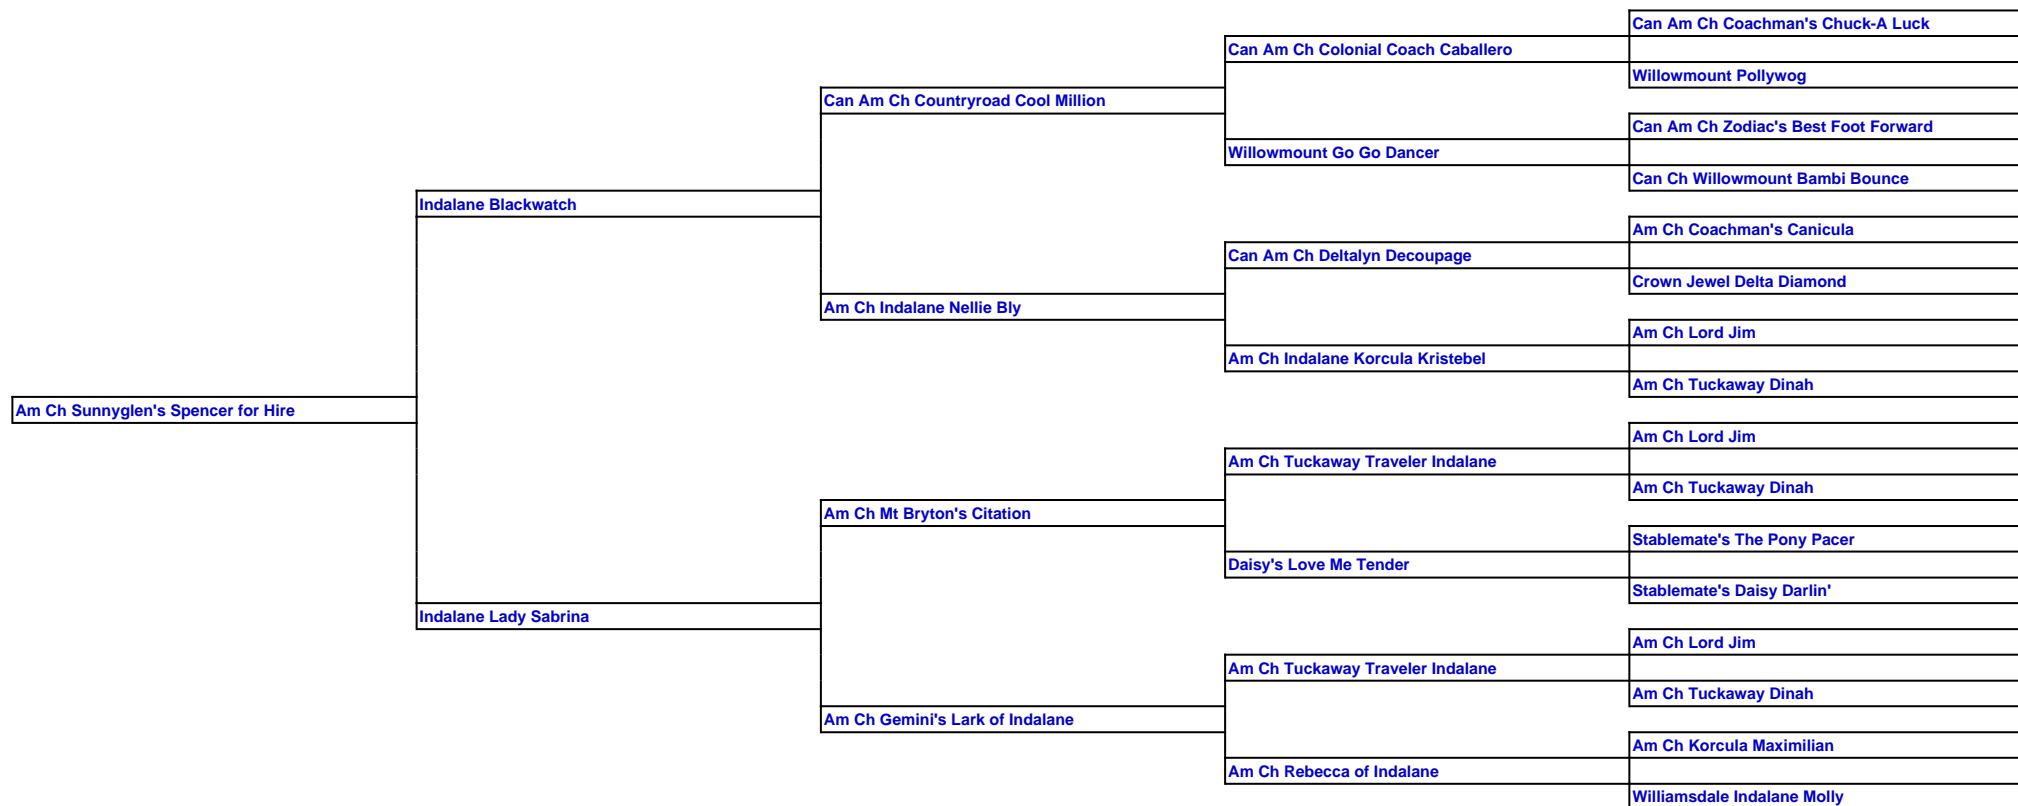 Can Am Ch Coachman's Chuck-A Luck
Can Am Ch Colonial Coach Caballero
Willowmount Pollywog
Can Am Ch Countryroad Cool Million
Can Am Ch Zodiac's Best Foot Forward
Willowmount Go Go Dancer
Can Ch Willowmount Bambi Bounce
Indalane Blackwatch
Am Ch Coachman's Canicula
Can Am Ch Deltalyn Decoupage
Crown Jewel Delta Diamond
Am Ch Indalane Nellie Bly
Am Ch Lord Jim
Am Ch Indalane Korcula Kristebel
Am Ch Tuckaway Dinah
Am Ch Sunnyglen's Spencer for Hire
Am Ch Lord Jim
Am Ch Tuckaway Traveler Indalane
Am Ch Tuckaway Dinah
Am Ch Mt Bryton's Citation
Stablemate's The Pony Pacer
Daisy's Love Me Tender
Stablemate's Daisy Darlin'
Indalane Lady Sabrina
Am Ch Lord Jim
Am Ch Tuckaway Traveler Indalane
Am Ch Tuckaway Dinah
Am Ch Gemini's Lark of Indalane
Am Ch Korcula Maximilian
Am Ch Rebecca of Indalane
Williamsdale Indalane Molly